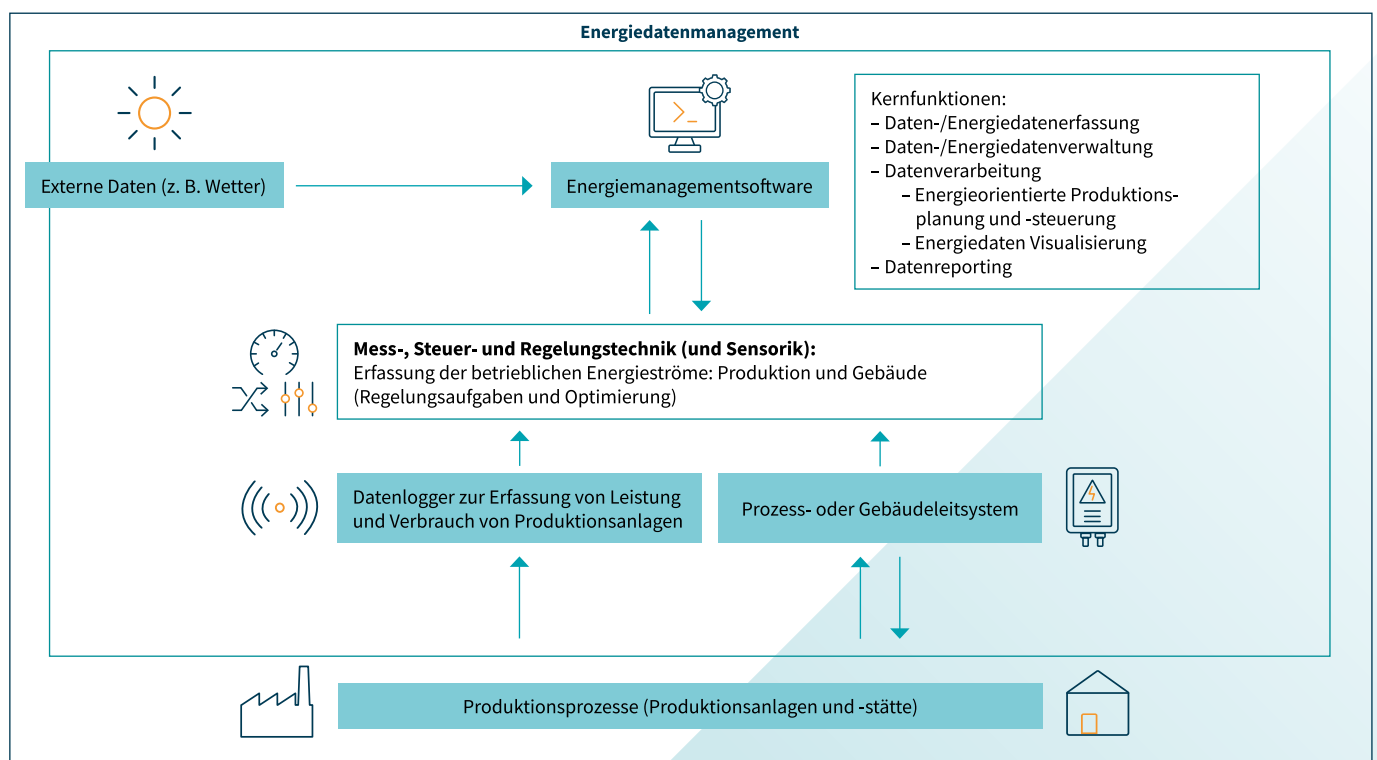 Energiedatenmanagement
Externe Daten (z. B. Wetter)
Energiemanagementsoftware
Kernfunktionen:
– Daten-/Energiedatenerfassung
– Daten-/Energiedatenverwaltung
– Datenverarbeitung
– Energieorientierte Produktions-
planung und -steuerung
– Energiedaten Visualisierung
– Datenreporting
Mess-, Steuer- und Regelungstechnik (und Sensorik):
Erfassung der betrieblichen Energieströme: Produktion und Gebäude
(Regelungsaufgaben und Optimierung)
Datenlogger zur Erfassung von Leistung
und Verbrauch von Produktionsanlagen
Prozess- oder Gebäudeleitsystem
Produktionsprozesse (Produktionsanlagen und -stätte)